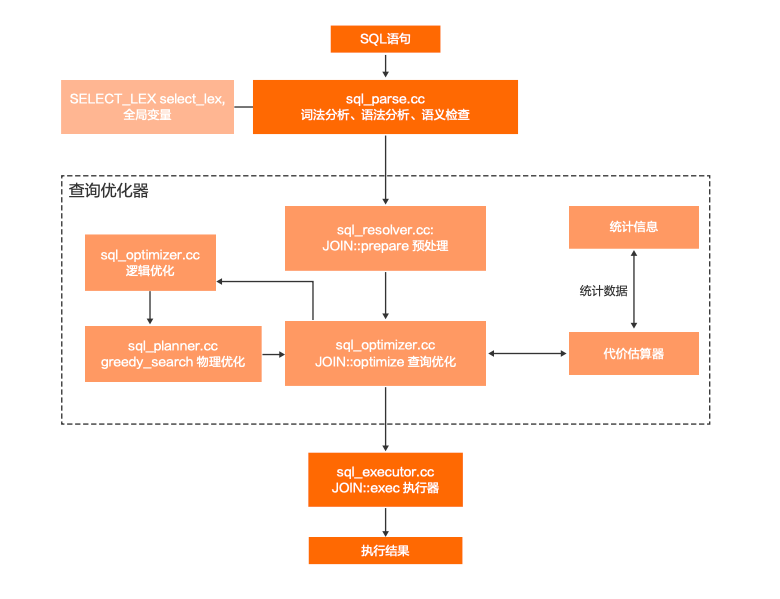 SQL语句
SELECT_LEX select_lex,
全局变量
sql_parse.cc
词法分析、语法分析、语义检查
查询优化器
sql_resolver.cc:
JOIN::prepare 预处理
统计信息
sql_optimizer.cc
逻辑优化
统计数据
sql_planner.cc
greedy_search 物理优化
sql_optimizer.cc
JOIN::optimize 查询优化
代价估算器
sql_executor.cc
JOIN::exec 执行器
执行结果